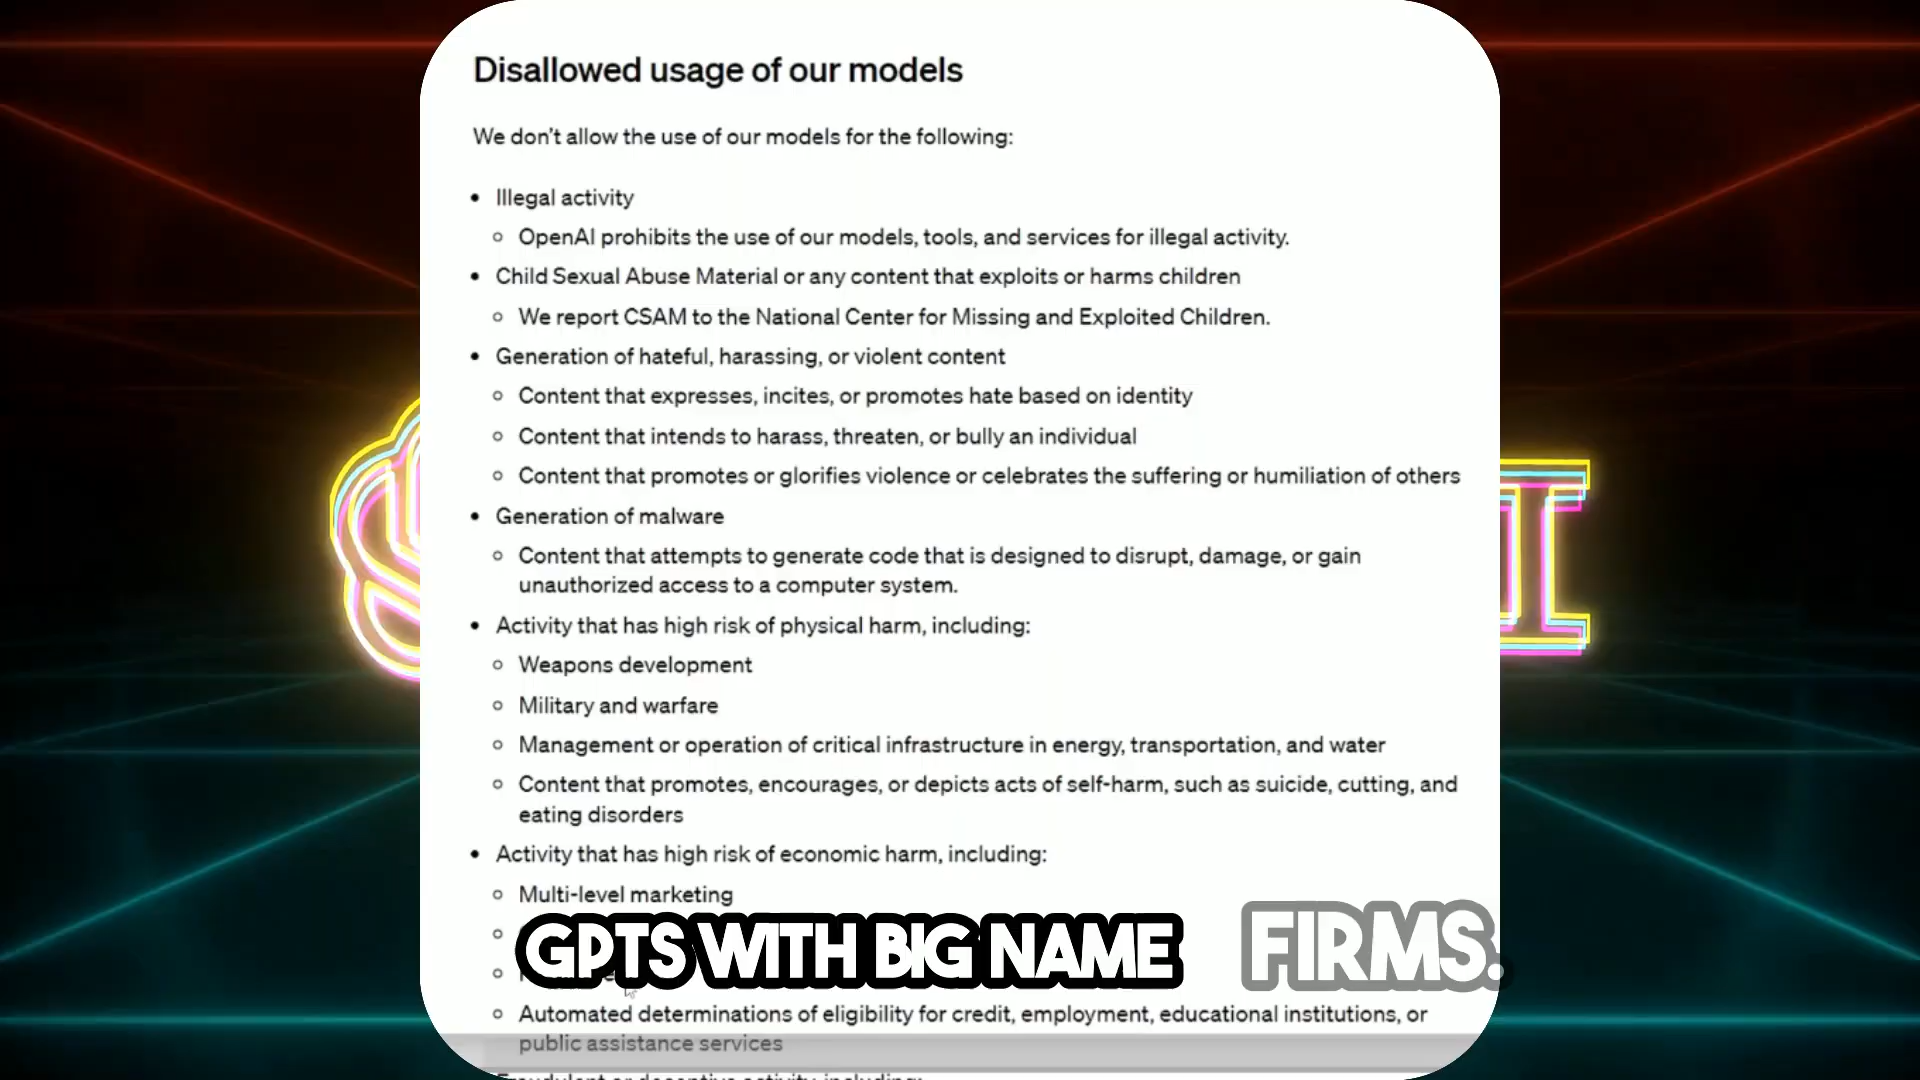 Disallowed usage of our models
We don't allow the use of our models for the following:
• Illegal activity
OpenAI prohibits the use of our models, tools, and services for illegal activity.
• Child Sexual Abuse Material or any content that exploits or harms children
We report CSAM to the National Center for Missing and Exploited Children.
• Generation of hateful, harassing, or violent content
Content that expresses, incites, or promotes hate based on identity
Content that intends to harass, threaten, or bully an individual
Content that promotes or glorifies violence or celebrates the suffering or humiliation of others
• Generation of malware
Content that attempts to generate code that is designed to disrupt, damage, or gain
unauthorized access to a computer system.
• Activity that has high risk of physical harm, including:
Weapons development
Military and warfare
Management or operation of critical infrastructure in energy, transportation, and water
Content that promotes, encourages, or depicts acts of self-harm, such as suicide, cutting, and
eating disorders
• Activity that has high risk of economic harm, including:
Multi-level marketing
GPTS WITH BIG NAME FIRMS.
Automated determinations of eligibility for credit, employment, educational institutions, or
public assistance services
Fraudulent or deceptive activity, including:
I